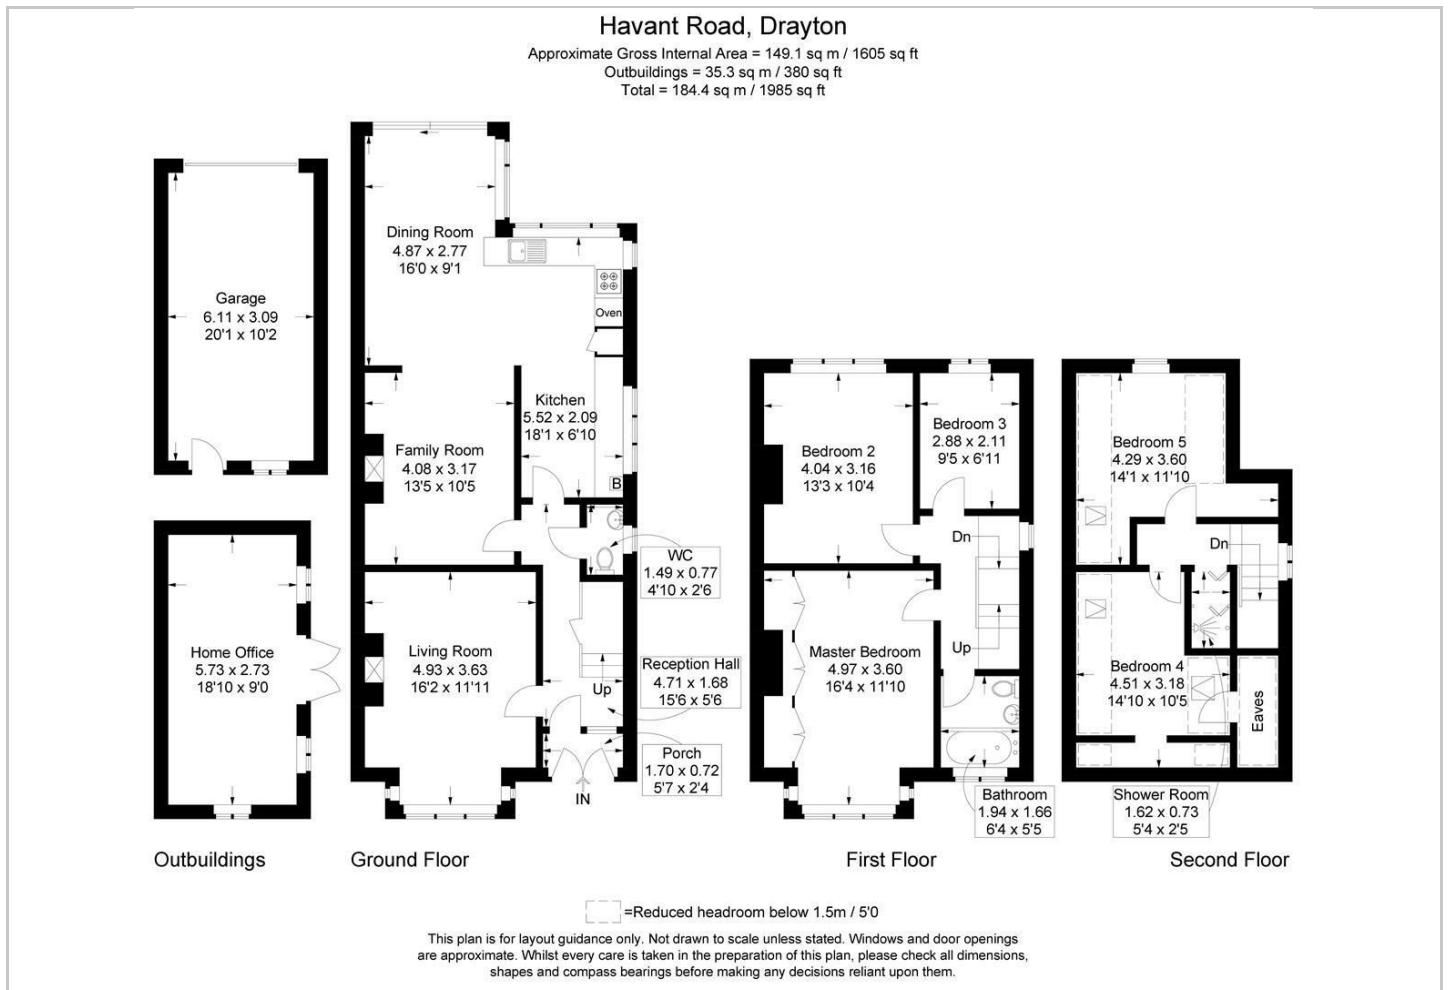 Havant Road, Drayton
Approximate Gross Internal Area = 149.1 sq m / 1605 sq ft
Outbuildings = 35.3 sq m / 380 sq ft
Total = 184.4 sq m / 1985 sq ft
Garage
6.11 x 3.09
20'1 x 10'2
Home Office
5.73 x 2.73
18'10 x 9'0
Outbuildings
Dining Room
4.87 x 2.77
16'0 x 9'1
Oven
Kitchen
5.52 x 2.09
18'1 x 6'10
B
Family Room
4.08 x 3.17
13'5 x 10'5
WC
1.49 x 0.77
4'10 x 2'6
Living Room
4.93 x 3.63
16'2 x 11'11
Reception Hall
4.71 x 1.68
15'6 x 5'6
Up
Porch
1.70 x 0.72
5'7 x 2'4
IN
Ground Floor
Bedroom 2
4.04 x 3.16
13'3 x 10'4
Bedroom 3
2.88 x 2.11
9'5 x 6'11
Dn
Up
Master Bedroom
4.97 x 3.60
16'4 x 11'10
Bathroom
1.94 x 1.66
6'4 x 5'5
First Floor
Bedroom 5
4.29 x 3.60
14'1 x 11'10
Dn
Bedroom 4
4.51 x 3.18
14'10 x 10'5
Eaves
Shower Room
1.62 x 0.73
5'4 x 2'5
Second Floor
=Reduced headroom below 1.5m / 5'0
This plan is for layout guidance only. Not drawn to scale unless stated. Windows and door openings
are approximate. Whilst every care is taken in the preparation of this plan, please check all dimensions,
shapes and compass bearings before making any decisions reliant upon them.